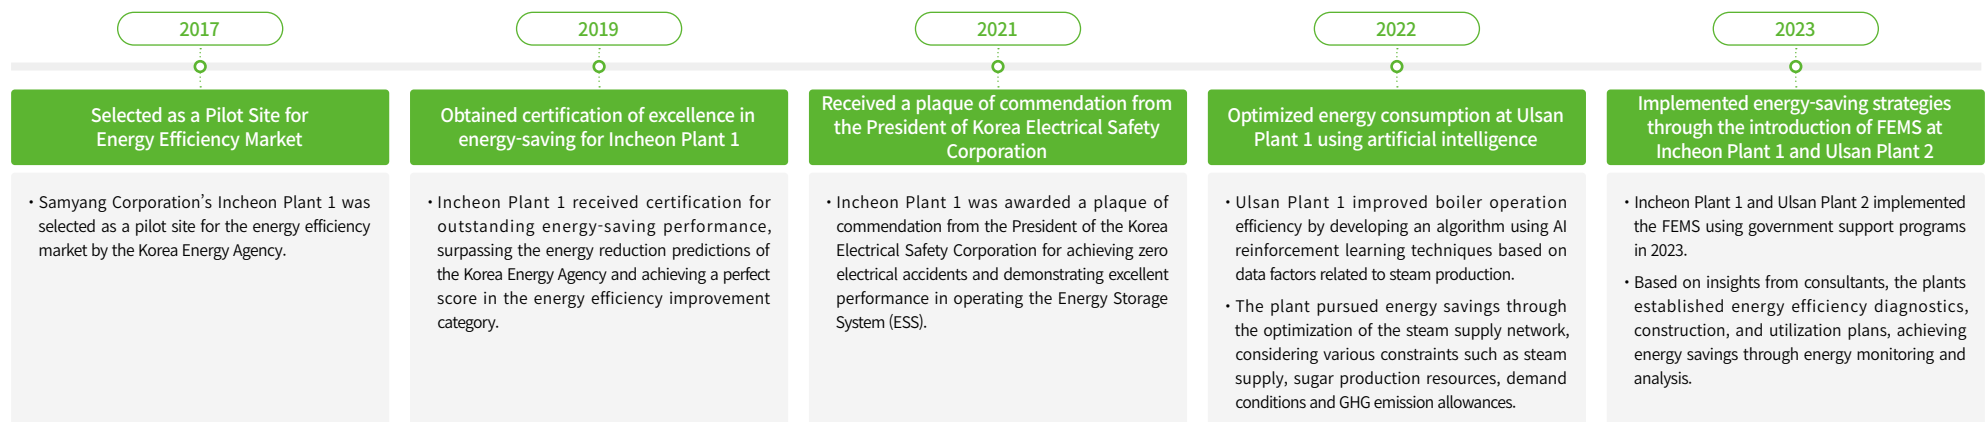 2017
Selected as a Pilot Site for
Energy Efficiency Market
・Samyang Corporation’s Incheon Plant 1 was
selected as a pilot site for the energy efficiency
market by the Korea Energy Agency.
2019
Obtained certification of excellence in
energy-saving for Incheon Plant 1
・Incheon Plant 1 received certification for
outstanding energy-saving performance,
surpassing the energy reduction predictions of
the Korea Energy Agency and achieving a perfect
score in the energy efficiency improvement
category.
2021
Received a plaque of commendation from
the President of Korea Electrical Safety
Corporation
・Incheon Plant 1 was awarded a plaque of
commendation from the President of the Korea
Electrical Safety Corporation for achieving zero
electrical accidents and demonstrating excellent
performance in operating the Energy Storage
System (ESS).
2022
Optimized energy consumption at Ulsan
Plant 1 using artificial intelligence
・Ulsan Plant 1 improved boiler operation
efficiency by developing an algorithm using AI
reinforcement learning techniques based on
data factors related to steam production.
・The plant pursued energy savings through
the optimization of the steam supply network,
considering various constraints such as steam
supply, sugar production resources, demand
conditions and GHG emission allowances.
2023
Implemented energy-saving strategies
through the introduction of FEMS at
Incheon Plant 1 and Ulsan Plant 2
・Incheon Plant 1 and Ulsan Plant 2 implemented
the FEMS using government support programs
in 2023.
・Based on insights from consultants, the plants
established energy efficiency diagnostics,
construction, and utilization plans, achieving
energy savings through energy monitoring and
analysis.